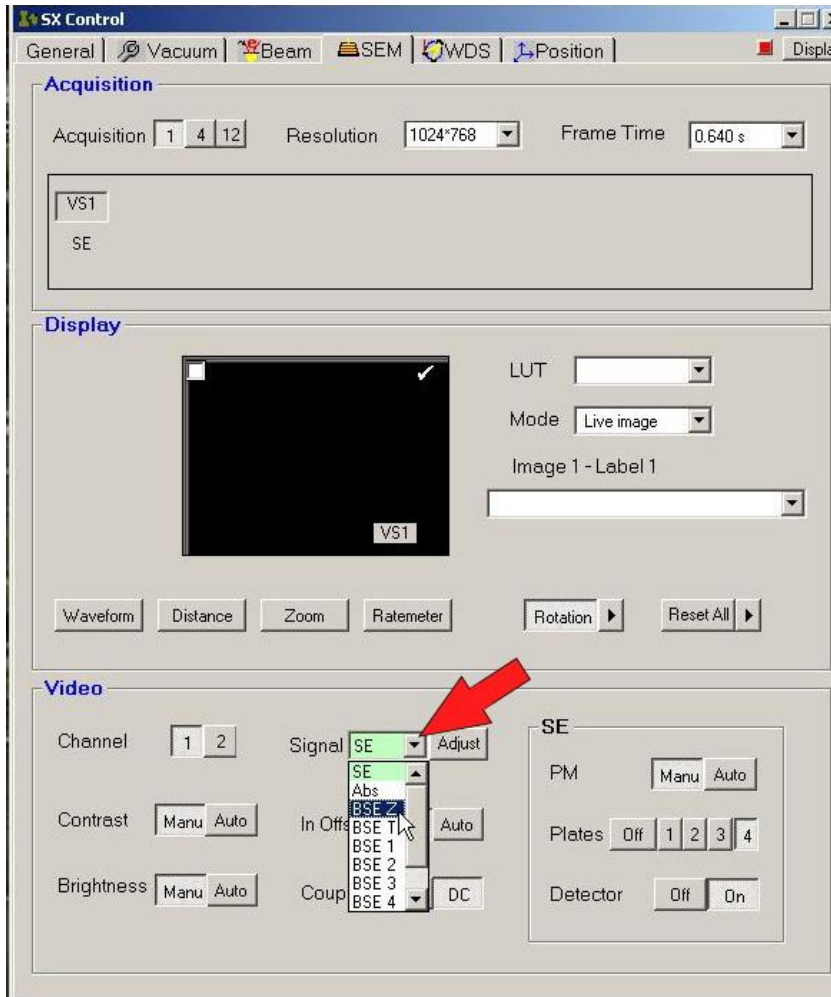 SX Control
General Vacuum Beam SEM WDS Position Displa
Acquisition
Acquisition 1 4 12 Resolution 1024*768 Frame Time 0.640 s
VS1
SE
Display
LUT
Mode Live image
Image 1 - Label 1
VS1
Waveform Distance Zoom Ratemeter Rotation Reset All
Video
Channel 1 2 Signal SE Adjust
SE
Abs
BSE Z
BSE T
BSE 1
BSE 2
BSE 3
BSE 4
Contrast Manu Auto In Offs Auto
Brightness Manu Auto Coup DC
SE
PM Manu Auto
Plates Off 1 2 3 4
Detector Off On